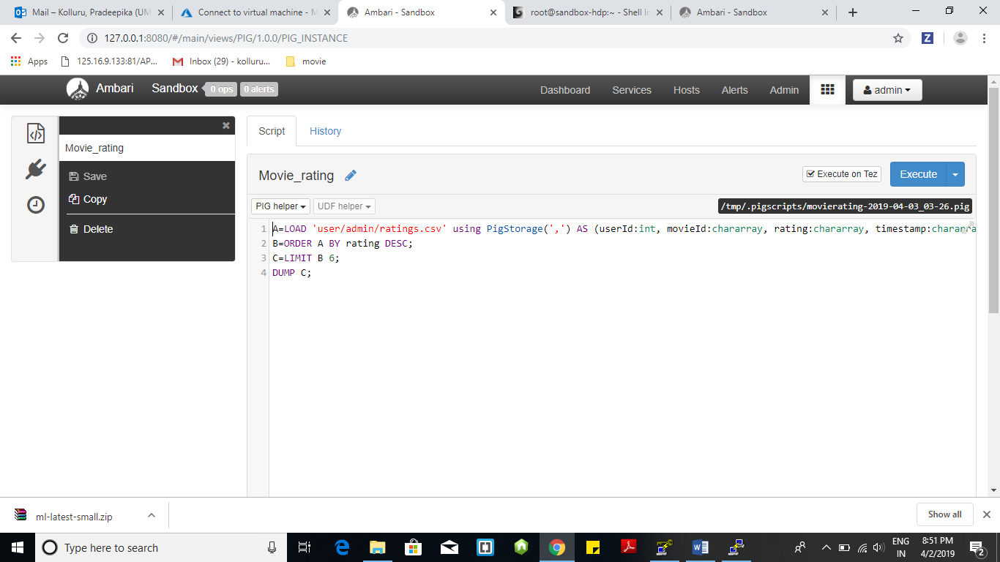 Mail – Kolluru, Pradeepika (UM
Connect to virtual machine - M
Ambari - Sandbox
root@sandbox-hdp:~ - Shell In
Ambari - Sandbox
127.0.0.1:8080/#/main/views/PIG/1.0.0/PIG_INSTANCE
Z
Apps
125.16.9.133:81/AP...
Inbox (29) - kolluru...
movie
Ambari
Sandbox
0 ops
0 alerts
Dashboard
Services
Hosts
Alerts
Admin
admin
Movie_rating
Save
Copy
Delete
Script
History
Movie_rating
Execute on Tez
Execute
PIG helper
UDF helper
/tmp/.pigscripts/movierating-2019-04-03_03-26.pig
1 A=LOAD 'user/admin/ratings.csv' using PigStorage(',') AS (userId:int, movieId:chararray, rating:chararray, timestamp:chararra
2 B=ORDER A BY rating DESC;
3 C=LIMIT B 6;
4 DUMP C;
ml-latest-small.zip
Show all
Type here to search
ENG
IN
8:51 PM
4/2/2019
2